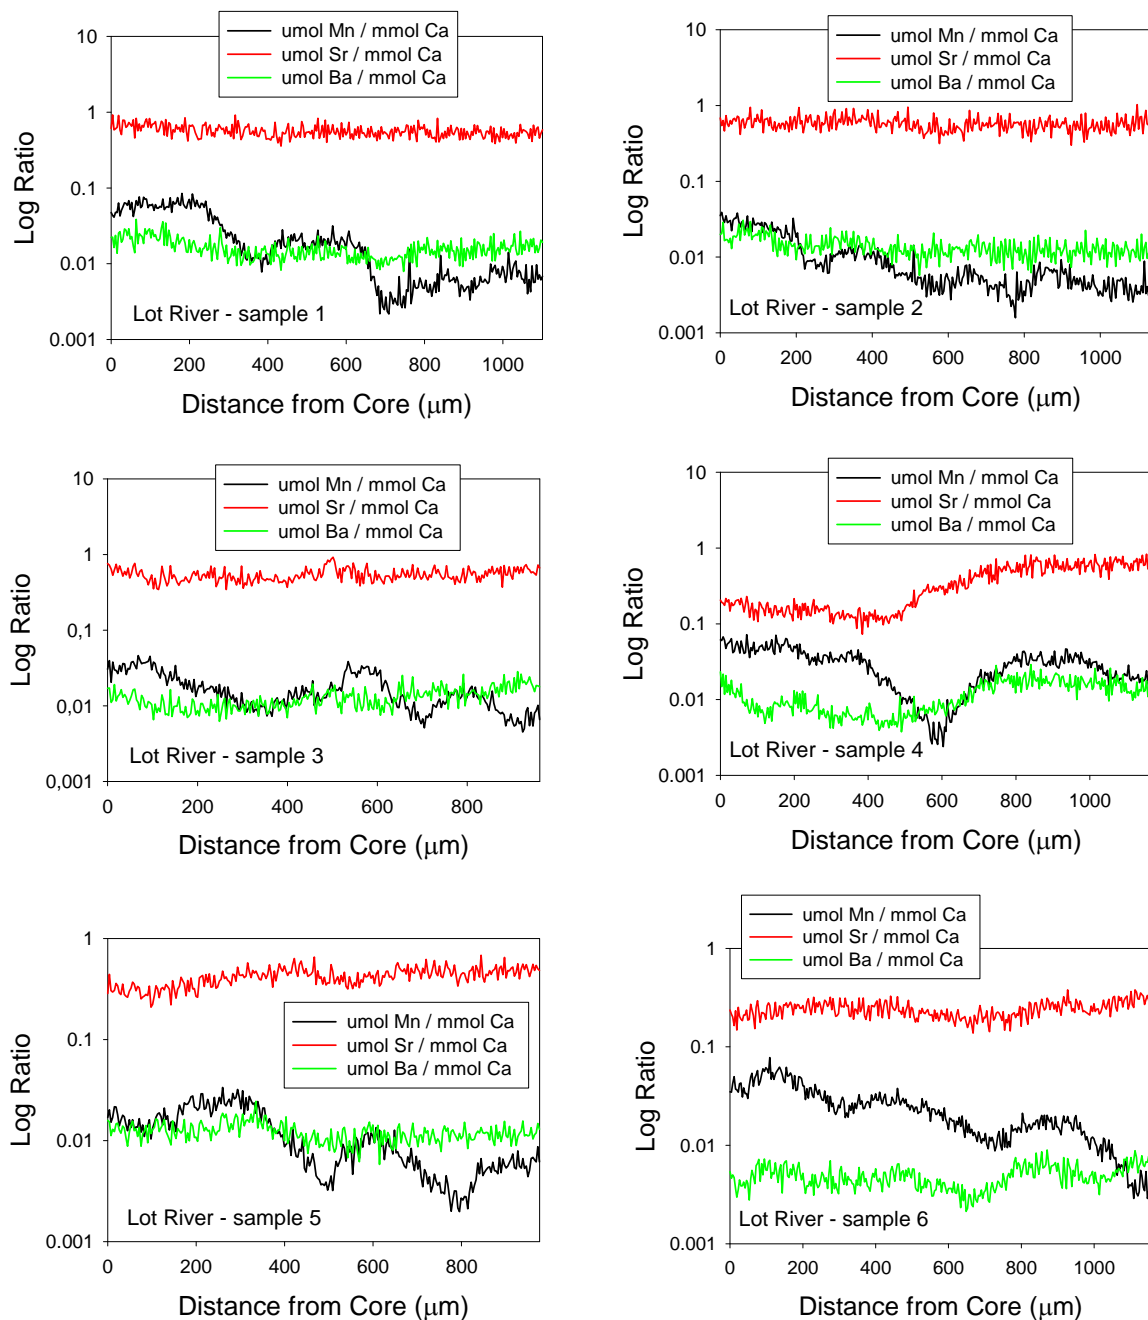 umol Mn / mmol Ca
umol Sr / mmol Ca
umol Ba / mmol Ca
10
1
0.1
0.01
0.001
Log Ratio
Lot River - sample 1
0 200 400 600 800 1000
Distance from Core (μm)
umol Mn / mmol Ca
umol Sr / mmol Ca
umol Ba / mmol Ca
10
1
0.1
0.01
0.001
Log Ratio
Lot River - sample 2
0 200 400 600 800 1000
Distance from Core (μm)
umol Mn / mmol Ca
umol Sr / mmol Ca
umol Ba / mmol Ca
10
1
0,1
0,01
0,001
Log Ratio
Lot River - sample 3
0 200 400 600 800
Distance from Core (μm)
umol Mn / mmol Ca
umol Sr / mmol Ca
umol Ba / mmol Ca
10
1
0.1
0.01
0.001
Log Ratio
Lot River - sample 4
0 200 400 600 800 1000
Distance from Core (μm)
1
0.1
0.01
0.001
Log Ratio
umol Mn / mmol Ca
umol Sr / mmol Ca
umol Ba / mmol Ca
Lot River - sample 5
0 200 400 600 800
Distance from Core (μm)
umol Mn / mmol Ca
umol Sr / mmol Ca
umol Ba / mmol Ca
1
0.1
0.01
0.001
Log Ratio
Lot River - sample 6
0 200 400 600 800 1000
Distance from Core (μm)